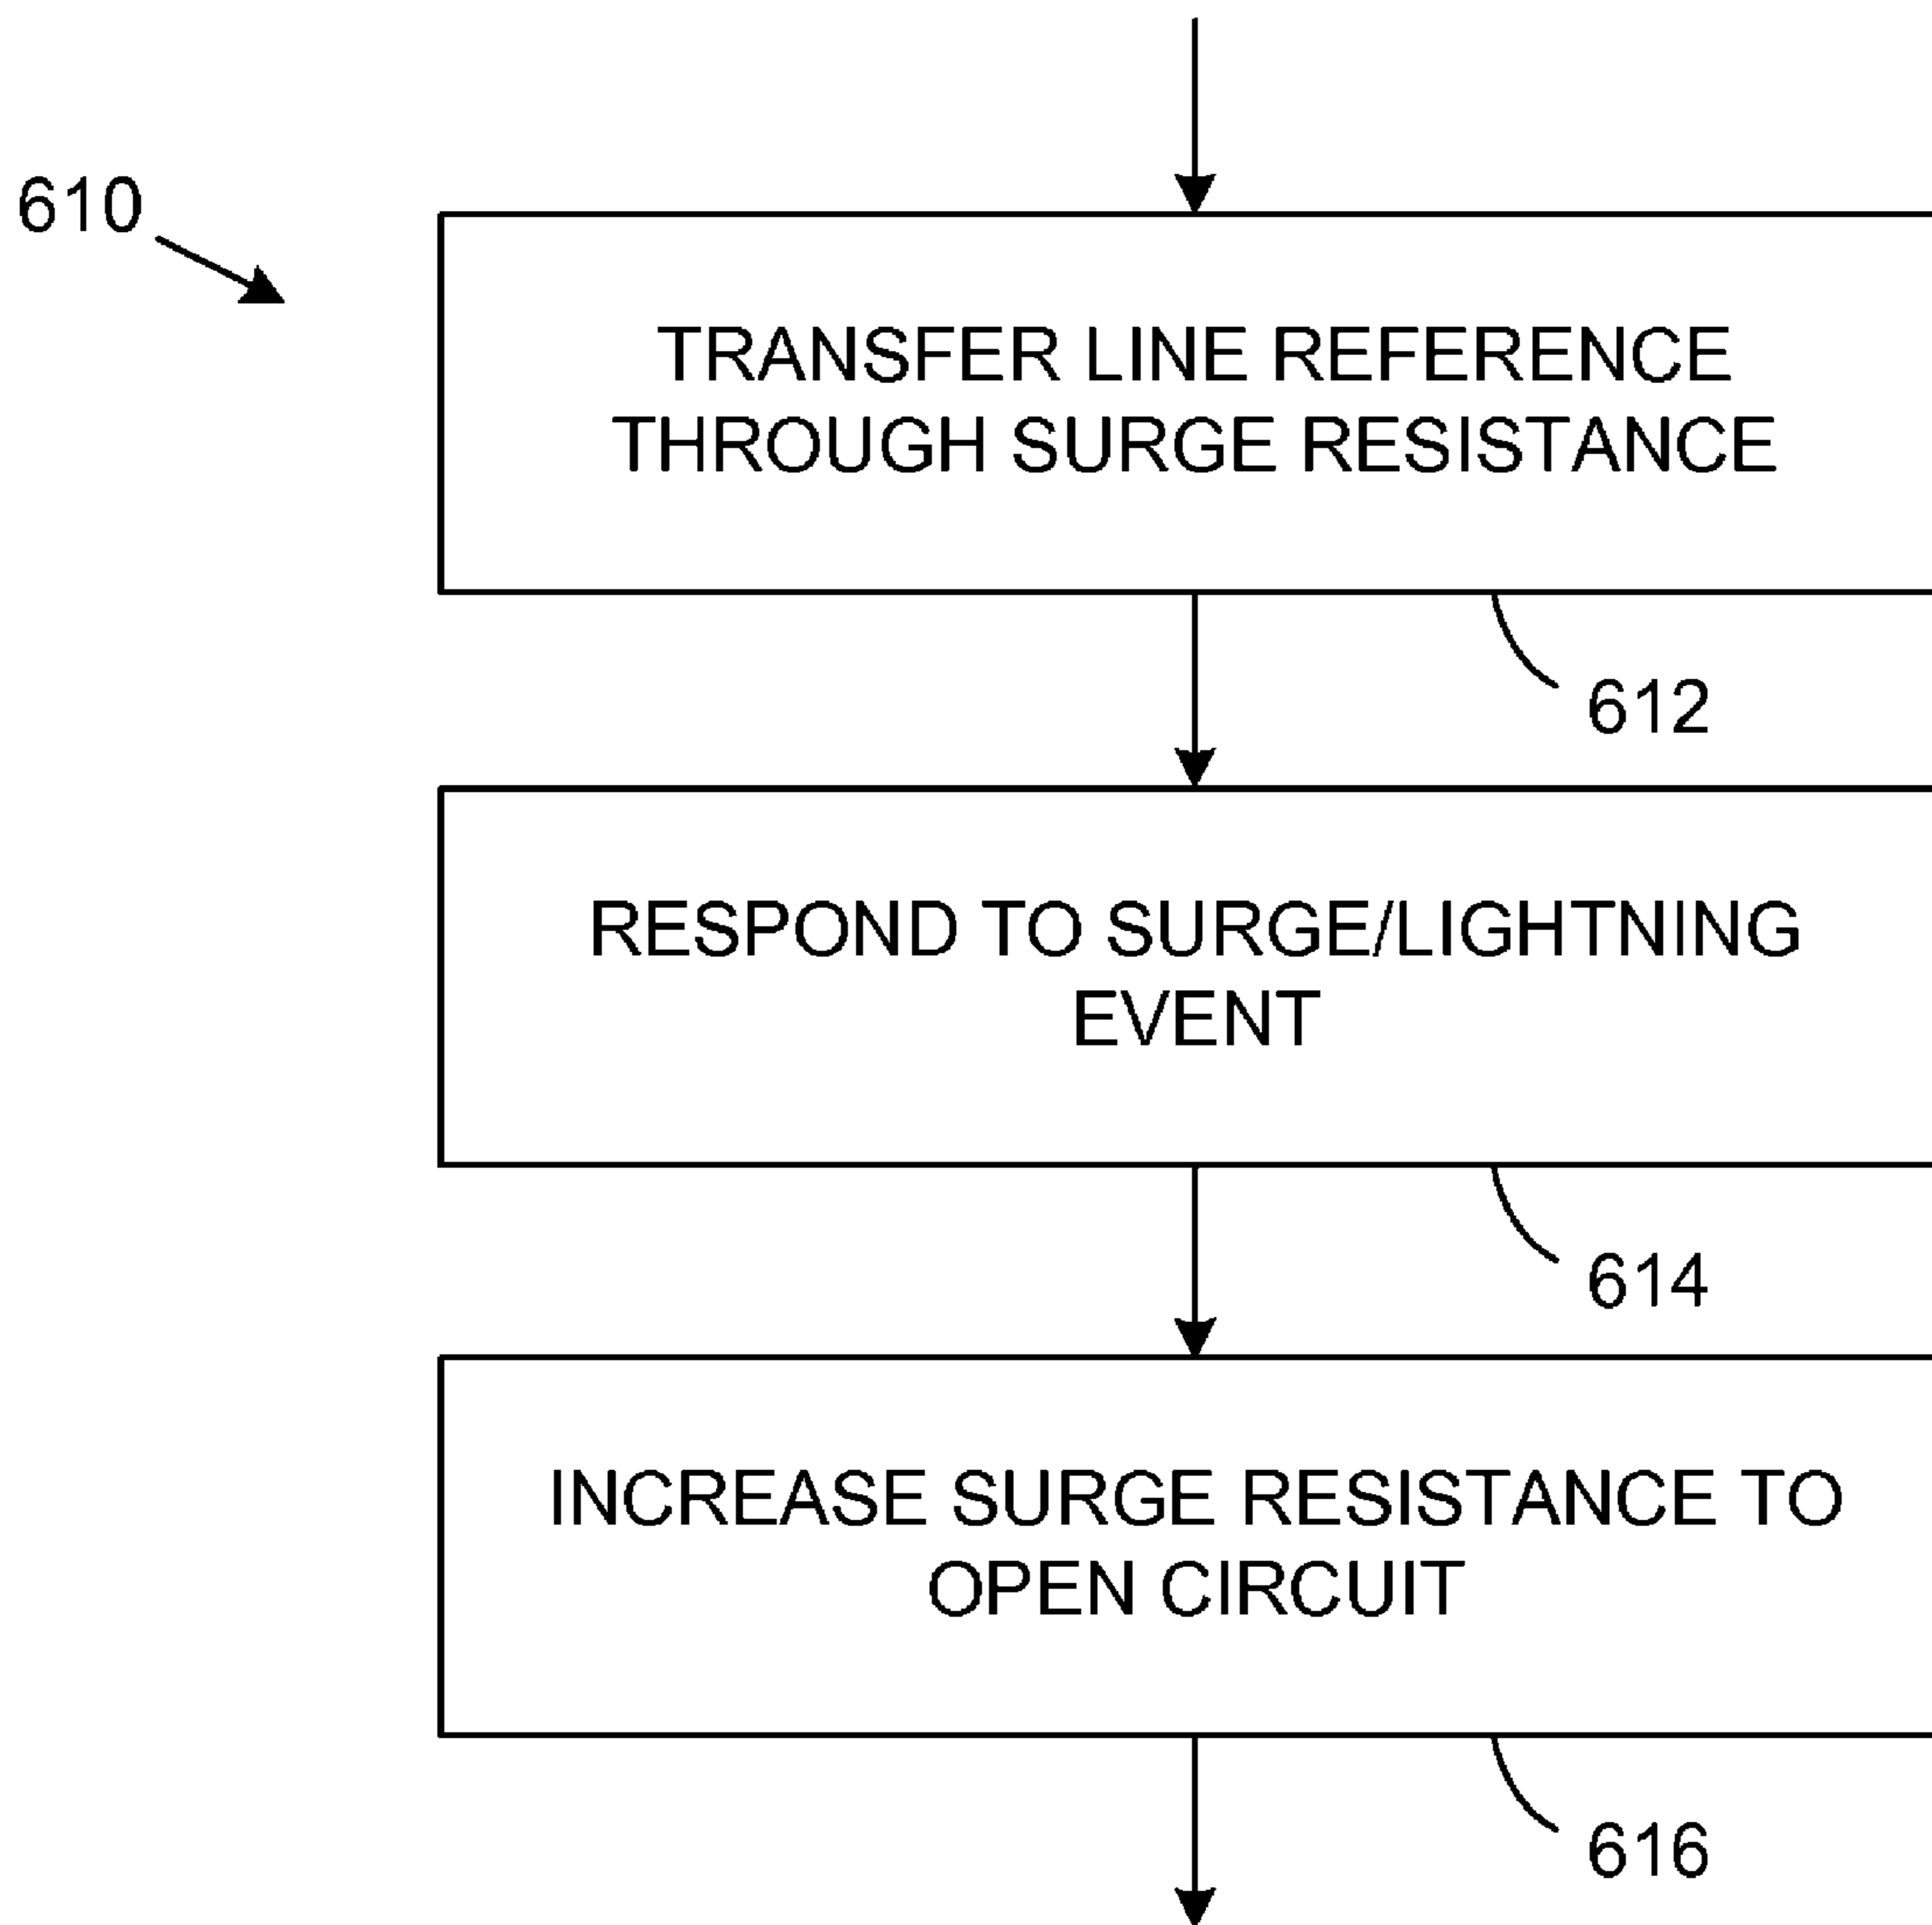 610
TRANSFER LINE REFERENCE
THROUGH SURGE RESISTANCE
612
RESPOND TO SURGE/LIGHTNING
EVENT
614
INCREASE SURGE RESISTANCE TO
OPEN CIRCUIT
616